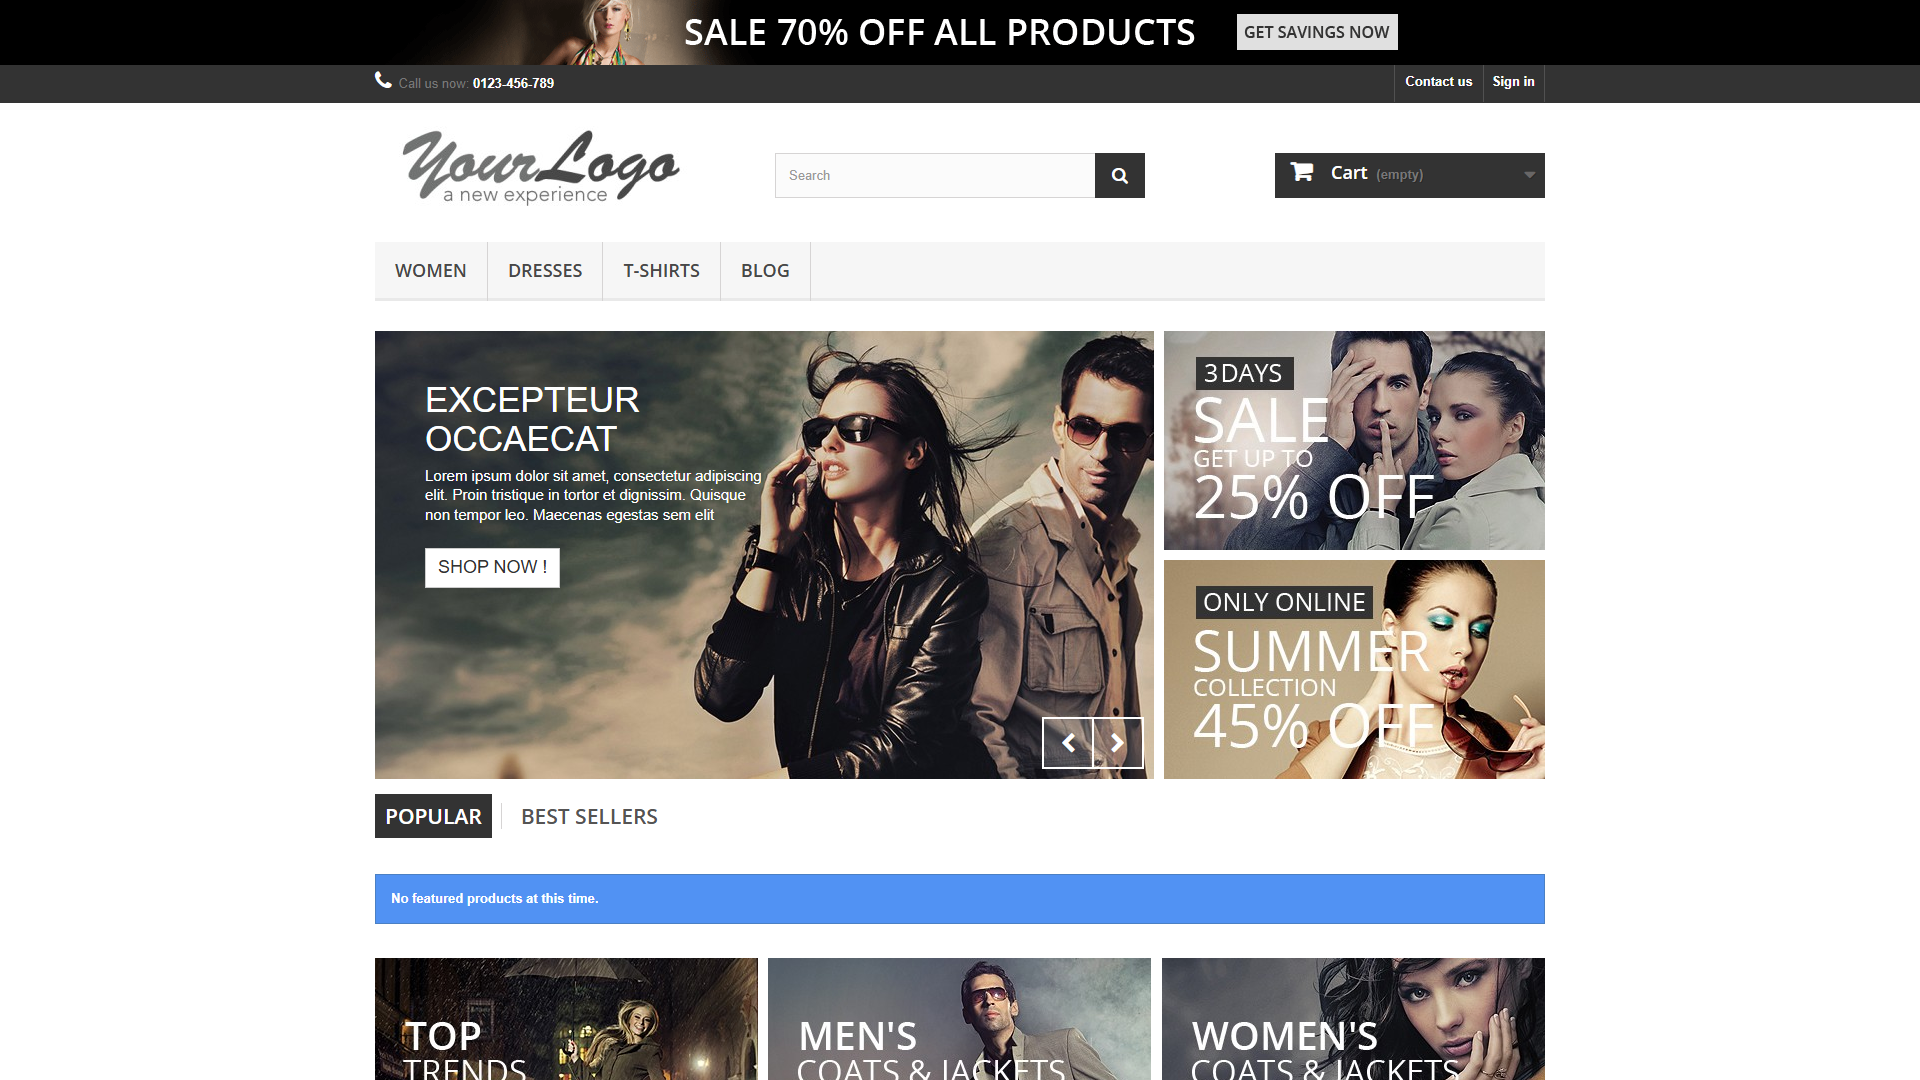 SALE 70% OFF ALL PRODUCTS
GET SAVINGS NOW
Call us now: 0123-456-789
Contact us
Sign in
YourLogo
a new experience
Search
Cart (empty)
WOMEN
DRESSES
T-SHIRTS
BLOG
EXCEPTEUR
OCCAECAT
Lorem ipsum dolor sit amet, consectetur adipiscing
elit. Proin tristique in tortor et dignissim. Quisque
non tempor leo. Maecenas egestas sem elit
SHOP NOW !
3 DAYS
SALE
GET UP TO
25% OFF
ONLY ONLINE
SUMMER
COLLECTION
45% OFF
POPULAR
BEST SELLERS
No featured products at this time.
TOP
TRENDS
MEN'S
COATS & JACKETS
WOMEN'S
COATS & JACKETS